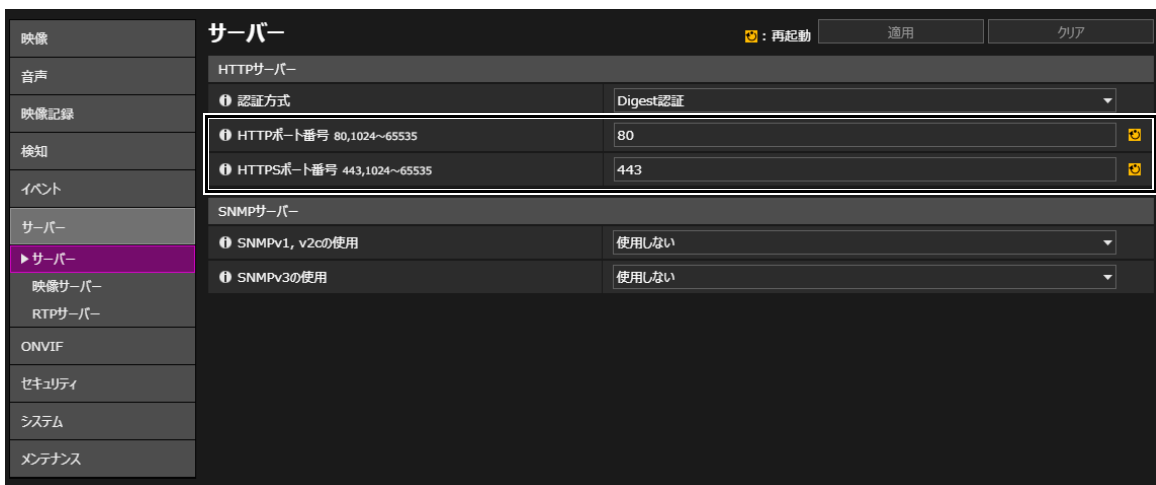 映像
音声
映像記録
検知
イベント
サーバー
▶サーバー
映像サーバー
RTPサーバー
ONVIF
セキュリティ
システム
メンテナンス
サーバー
：再起動
適用
クリア
HTTPサーバー
認証方式
Digest認証
HTTPポート番号 80,1024～65535
80
HTTPSポート番号 443,1024～65535
443
SNMPサーバー
SNMPv1, v2cの使用
使用しない
SNMPv3の使用
使用しない